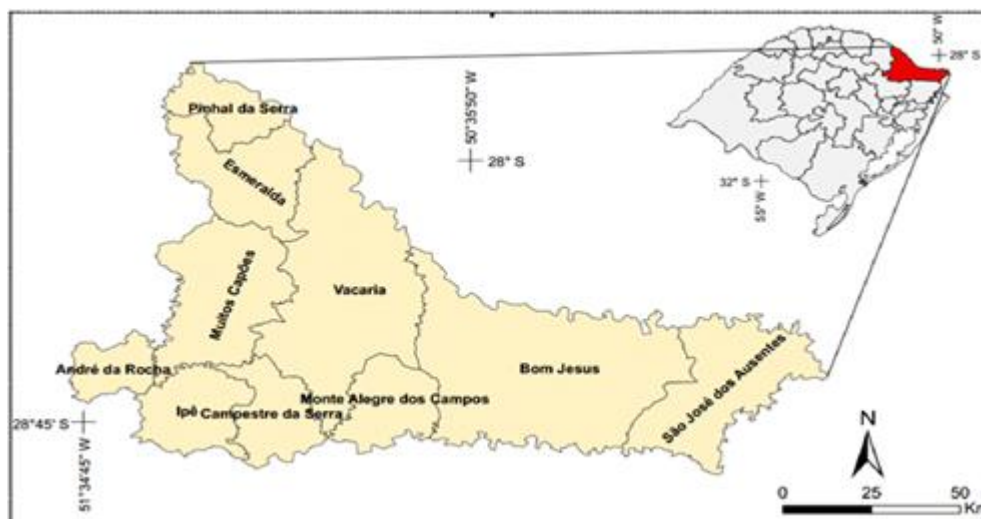 Pinhal da Serra
Esmeralda
Muitos Capões
Vacaria
André da Rocha
Ipê
Campestre da Serra
Monte Alegre dos Campos
Bom Jesus
São José dos Ausentes
50°35'50" W
28° S
28°45' S
51°34'45" W
50° W
28° S
32° S
55° W
N
0 25 50
Km